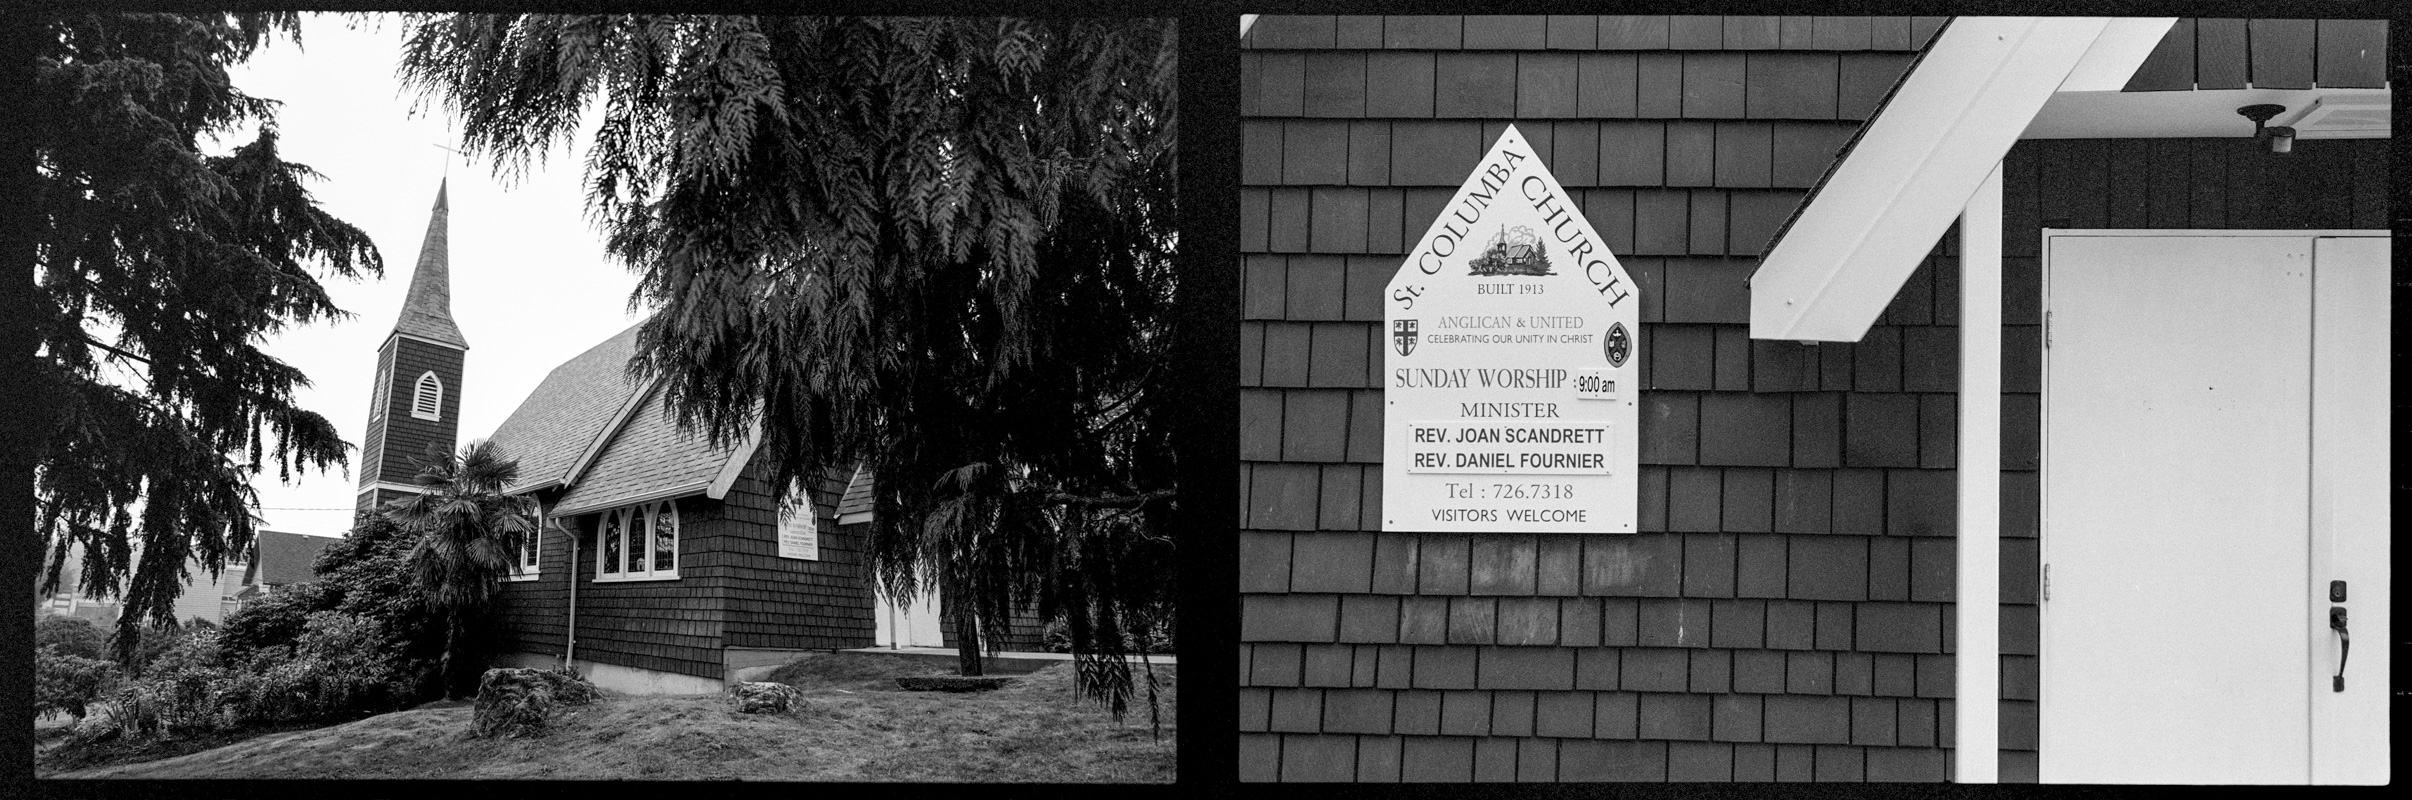 St. COLUMBA CHURCH
BUILT 1913
ANGLICAN & UNITED
CELEBRATING OUR UNITY IN CHRIST
SUNDAY WORSHIP : 9:00 am
MINISTER
REV. JOAN SCANDRETT
REV. DANIEL FOURNIER
Tel : 726.7318
VISITORS WELCOME